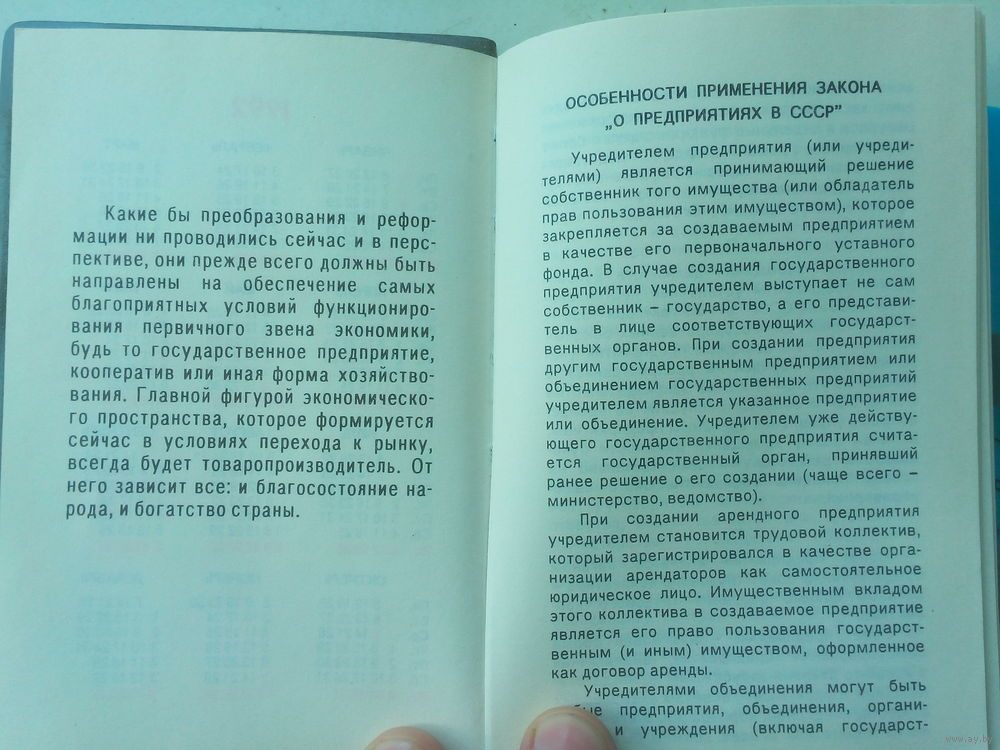 Какие бы преобразования и рефор-
мации ни проводились сейчас и в перс-
пективе, они прежде всего должны быть
направлены на обеспечение самых
благоприятных условий функциониро-
вания первичного звена экономики,
будь то государственное предприятие,
кооператив или иная форма хозяйство-
вания. Главной фигурой экономическо-
го пространства, которое формируется
сейчас в условиях перехода к рынку,
всегда будет товаропроизводитель. От
него зависит все: и благосостояние на-
рода, и богатство страны.
ОСОБЕННОСТИ ПРИМЕНЕНИЯ ЗАКОНА
„О ПРЕДПРИЯТИЯХ В СССР”
Учредителем предприятия (или учреди-
телями) является принимающий решение
собственник того имущества (или обладатель
прав пользования этим имуществом), которое
закрепляется за создаваемым предприятием
в качестве его первоначального уставного
фонда. В случае создания государственного
предприятия учредителем выступает не сам
собственник – государство, а его представи-
тель в лице соответствующих государст-
венных органов. При создании предприятия
другим государственным предприятием или
объединением государственных предприятий
учредителем является указанное предприятие
или объединение. Учредителем уже действу-
ющего государственного предприятия счита-
ется государственный орган, принявший
ранее решение о его создании (чаще всего –
министерство, ведомство).
При создании арендного предприятия
учредителем становится трудовой коллектив,
который зарегистрировался в качестве орга-
низации арендаторов как самостоятельное
юридическое лицо. Имущественным вкладом
этого коллектива в создаваемое предприятие
является его право пользования государст-
венным (и иным) имуществом, оформленное
как договор аренды.
Учредителями объединения могут быть
предприятия, объединения, органи-
и учреждения (включая государст-
www.ay.by